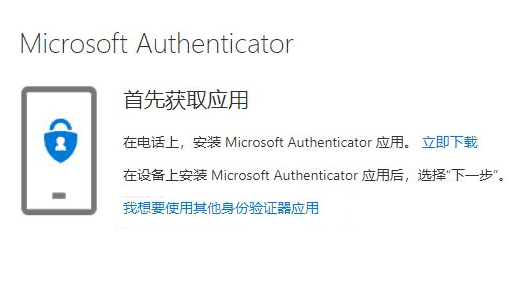 Microsoft Authenticator
首先获取应用
在电话上，安装 Microsoft Authenticator 应用。 立即下载
在设备上安装 Microsoft Authenticator 应用后，选择“下一步”。
我想要使用其他身份验证器应用